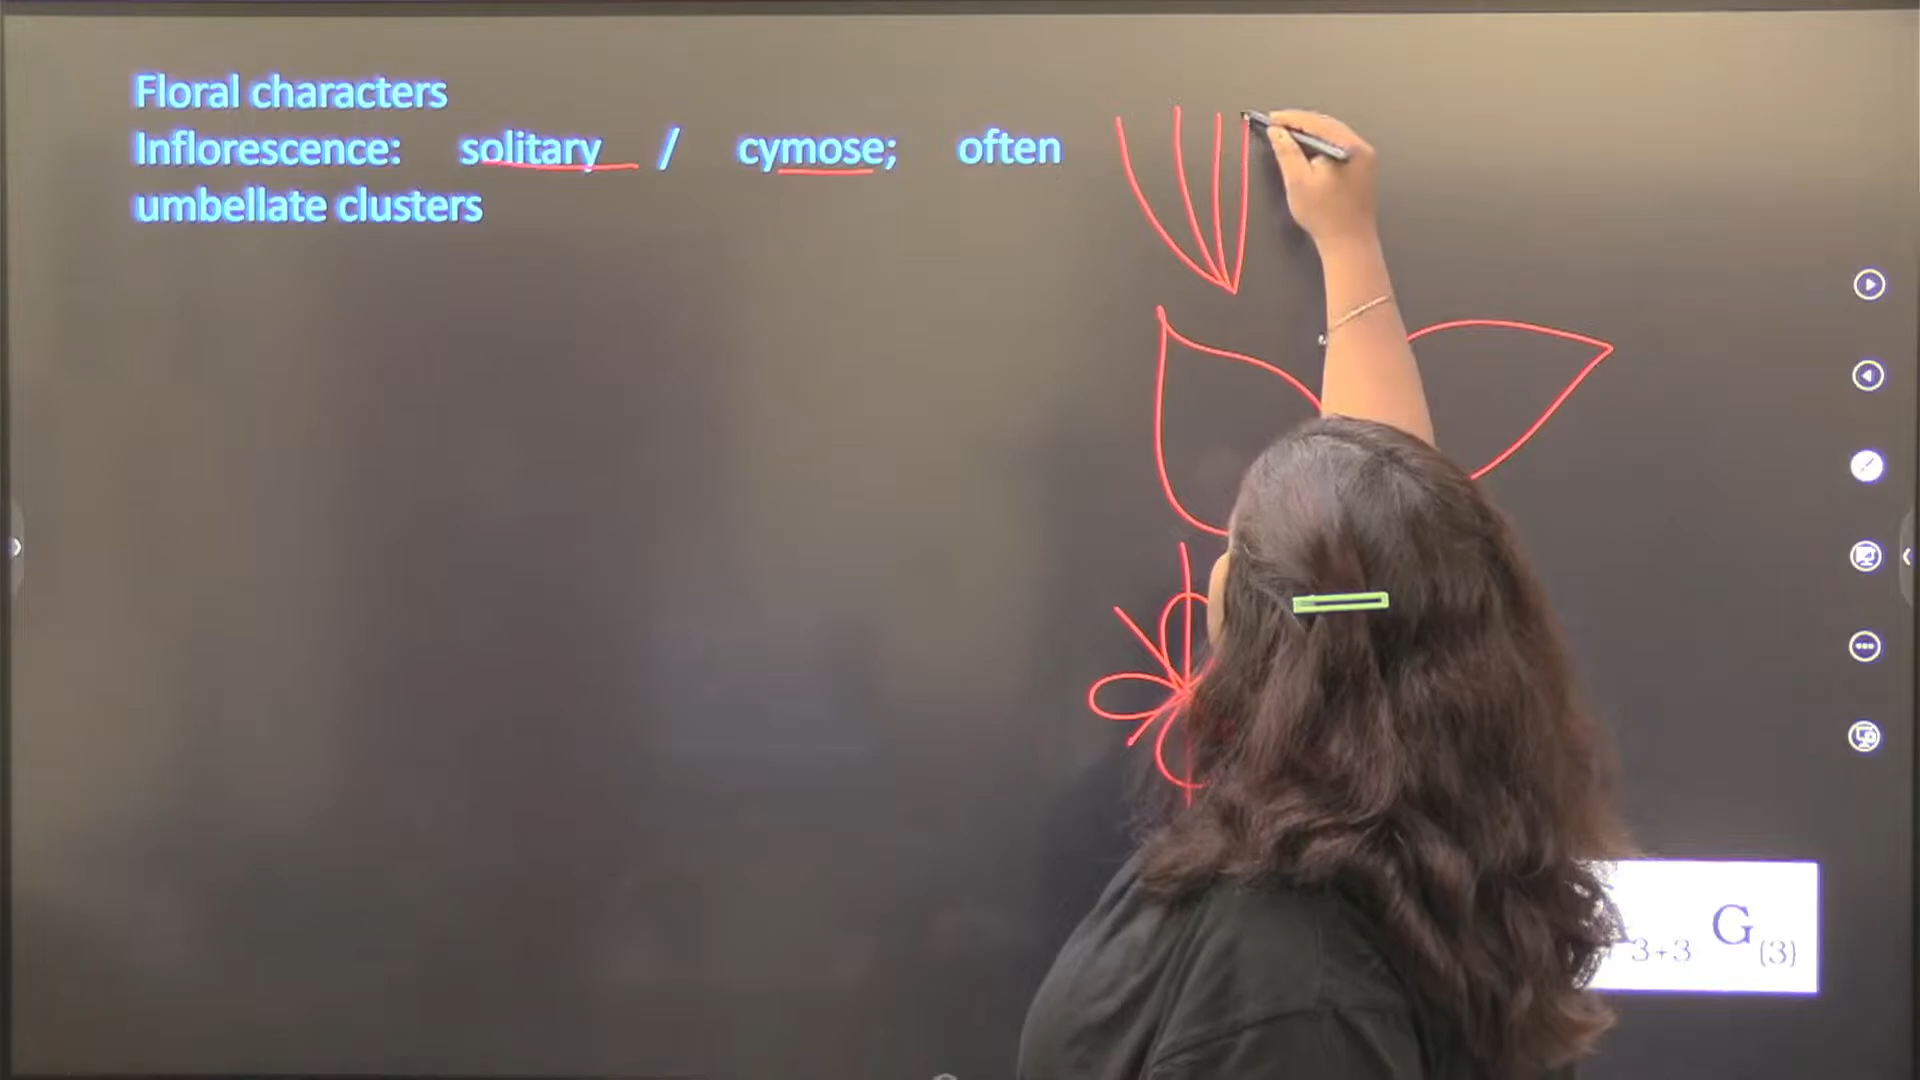 Floral characters
Inflorescence: solitary / cymose; often
umbellate clusters
3+3 G (3)